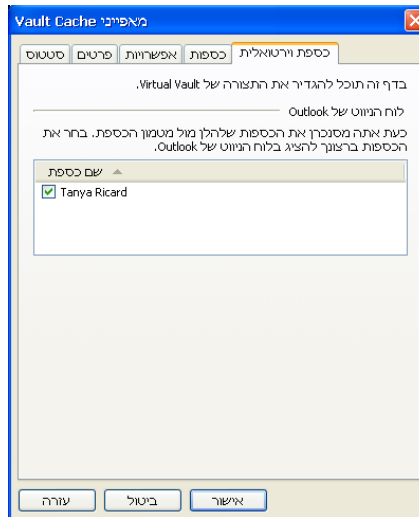 מאפייני Vault Cache
כספת וירטואלית כספות אפשרויות פרטים סטטוס
בדף זה תוכל להגדיר את התצורה של Virtual Vault.
לוח הניווט של Outlook
כעת אתה מסנכרן את הכספות שלהלן מול מטמון הכספת. בחר את
הכספות ברצונך להציג בלוח הניווט של Outlook.
שם כספת
Tanya Ricard
אישור ביטול עזרה